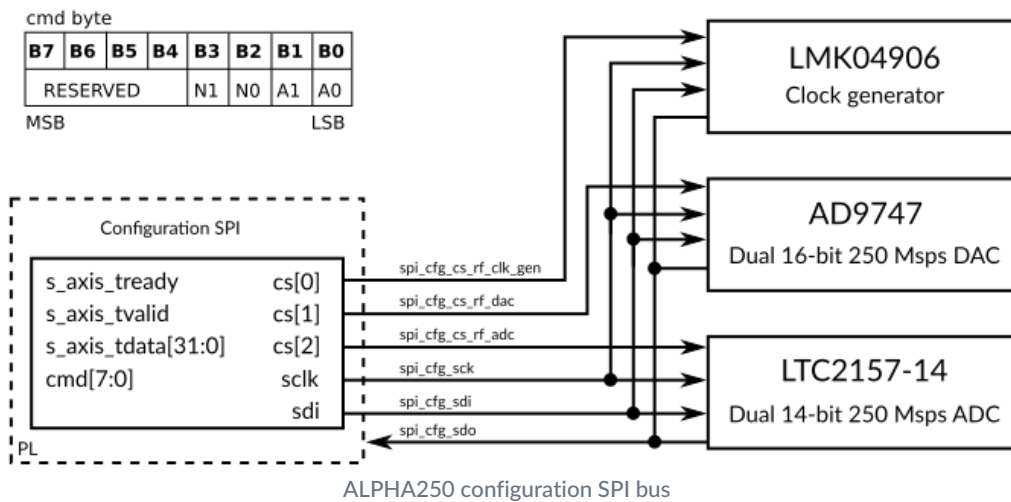 cmd byte
B7 B6 B5 B4 B3 B2 B1 B0
RESERVED N1 N0 A1 A0
MSB LSB
LMK04906
Clock generator
AD9747
Dual 16-bit 250 Msps DAC
LTC2157-14
Dual 14-bit 250 Msps ADC
Configuration SPI
s_axis_tready cs[0]
s_axis_tvalid cs[1]
s_axis_tdata[31:0] cs[2]
cmd[7:0] sclk
sdi
PL
spi_cfg_cs_rf_clk_gen
spi_cfg_cs_rf_dac
spi_cfg_cs_rf_adc
spi_cfg_sck
spi_cfg_sdi
spi_cfg_sdo
ALPHA250 configuration SPI bus